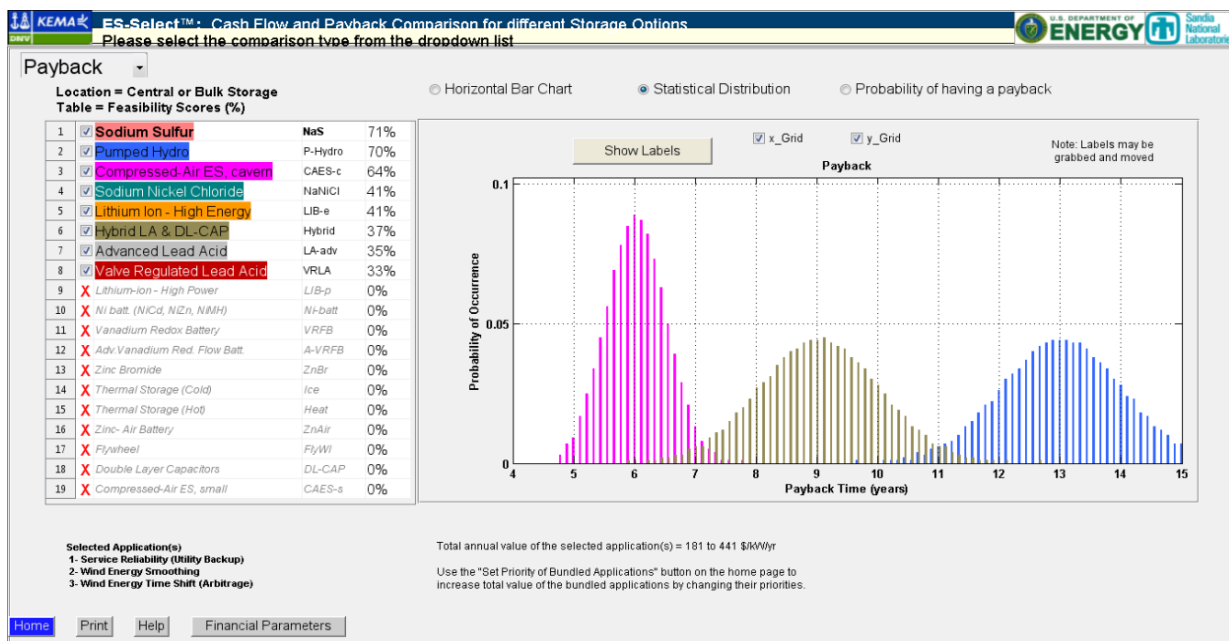 KEMA
DNV
ES-Select™: Cash Flow and Payback Comparison for different Storage Options
Please select the comparison type from the dropdown list
U.S. DEPARTMENT OF
ENERGY
Sandia
National
Laboratories
Payback
Location = Central or Bulk Storage
Table = Feasibility Scores (%)
Horizontal Bar Chart
Statistical Distribution
Probability of having a payback
1 Sodium Sulfur NaS 71%
2 Pumped Hydro P-Hydro 70%
3 Compressed-Air ES, cavern CAES-c 64%
4 Sodium Nickel Chloride NaNiCl 41%
5 Lithium Ion - High Energy LIB-e 41%
6 Hybrid LA & DL-CAP Hybrid 37%
7 Advanced Lead Acid LA-adv 35%
8 Valve Regulated Lead Acid VRLA 33%
9 X Lithium-ion - High Power LIB-p 0%
10 X Ni batt. (NiCd, NiZn, NiMH) Ni-batt 0%
11 X Vanadium Redox Battery VRFB 0%
12 X Adv.Vanadium Red. Flow Batt. A-VRFB 0%
13 X Zinc Bromide ZnBr 0%
14 X Thermal Storage (Cold) Ice 0%
15 X Thermal Storage (Hot) Heat 0%
16 X Zinc- Air Battery ZnAir 0%
17 X Flywheel FlyWl 0%
18 X Double Layer Capacitors DL-CAP 0%
19 X Compressed-Air ES, small CAES-s 0%
Show Labels
x_Grid
y_Grid
Note: Labels may be
grabbed and moved
Payback
0.1
0.05
0
Probability of Occurrence
4 5 6 7 8 9 10 11 12 13 14 15
Payback Time (years)
Selected Application(s)
1- Service Reliability (Utility Backup)
2- Wind Energy Smoothing
3- Wind Energy Time Shift (Arbitrage)
Total annual value of the selected application(s) = 181 to 441 $/kW/yr
Use the "Set Priority of Bundled Applications" button on the home page to
increase total value of the bundled applications by changing their priorities.
Home
Print
Help
Financial Parameters